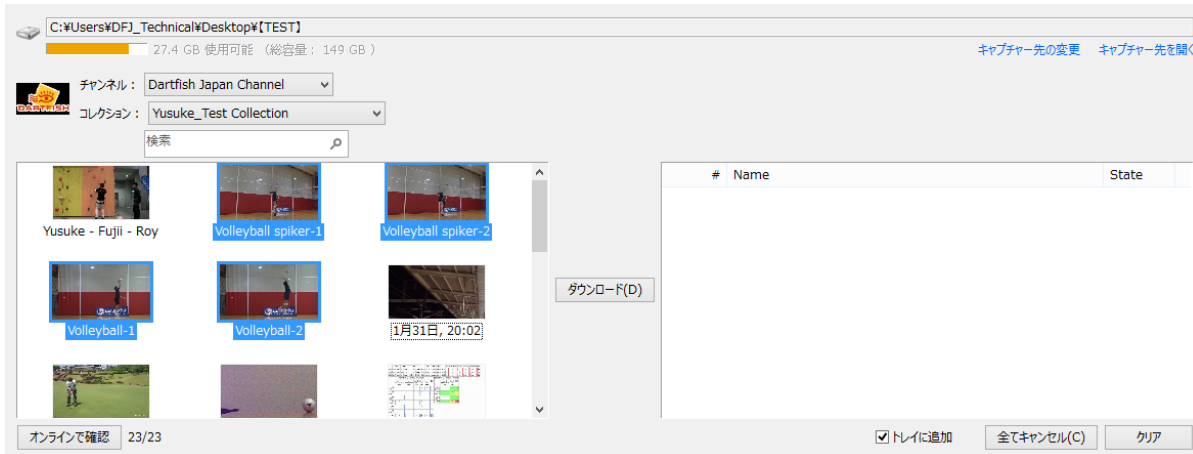 C:¥Users¥DFJ_Technical¥Desktop¥【TEST】
27.4 GB 使用可能 （総容量： 149 GB ）
キャプチャー先の変更 キャプチャー先を開く
DARTFISH
チャンネル： Dartfish Japan Channel
コレクション： Yusuke_Test Collection
検索
# Name State
Yusuke - Fujii - Roy Volleyball spiker-1 Volleyball spiker-2
ダウンロード(D)
Volleyball-1 Volleyball-2 1月31日, 20:02
オンラインで確認 23/23
トレイに追加 全てキャンセル(C) クリア